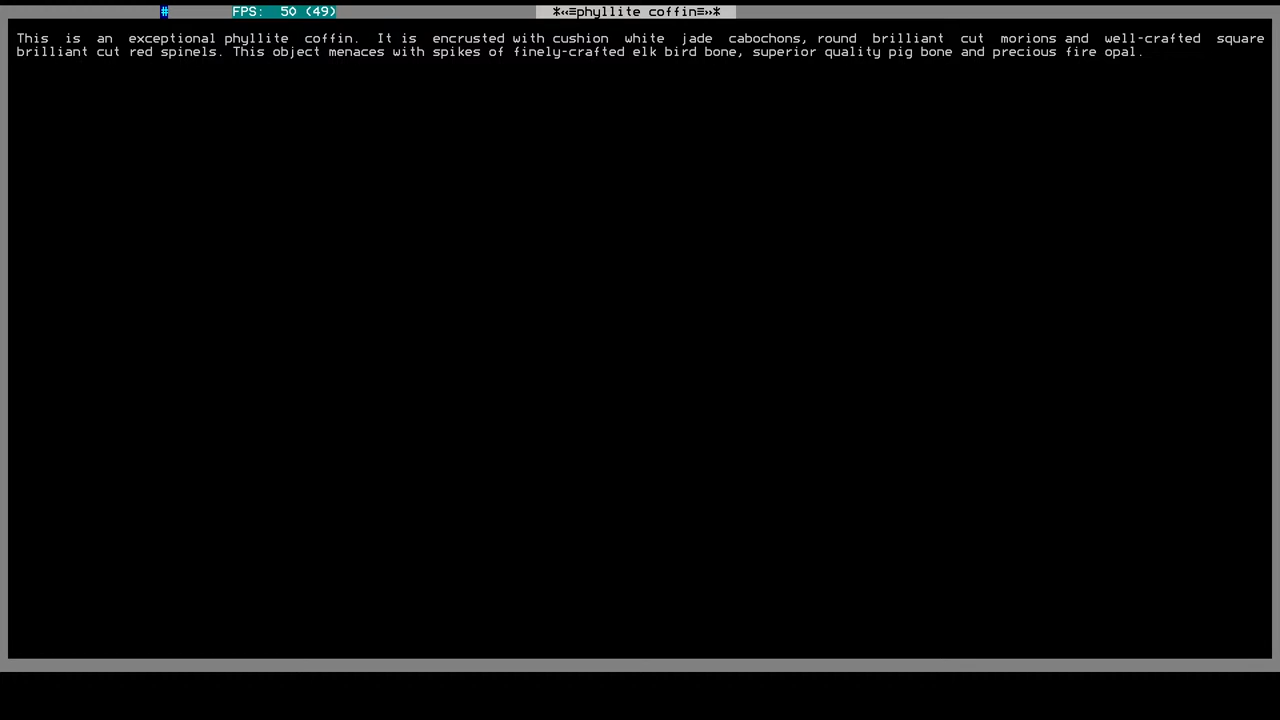 # FPS: 50 (49) *«≡phyllite coffin≡»*
This is an exceptional phyllite coffin. It is encrusted with cushion white jade cabochons, round brilliant cut morions and well-crafted square
brilliant cut red spinels. This object menaces with spikes of finely-crafted elk bird bone, superior quality pig bone and precious fire opal.